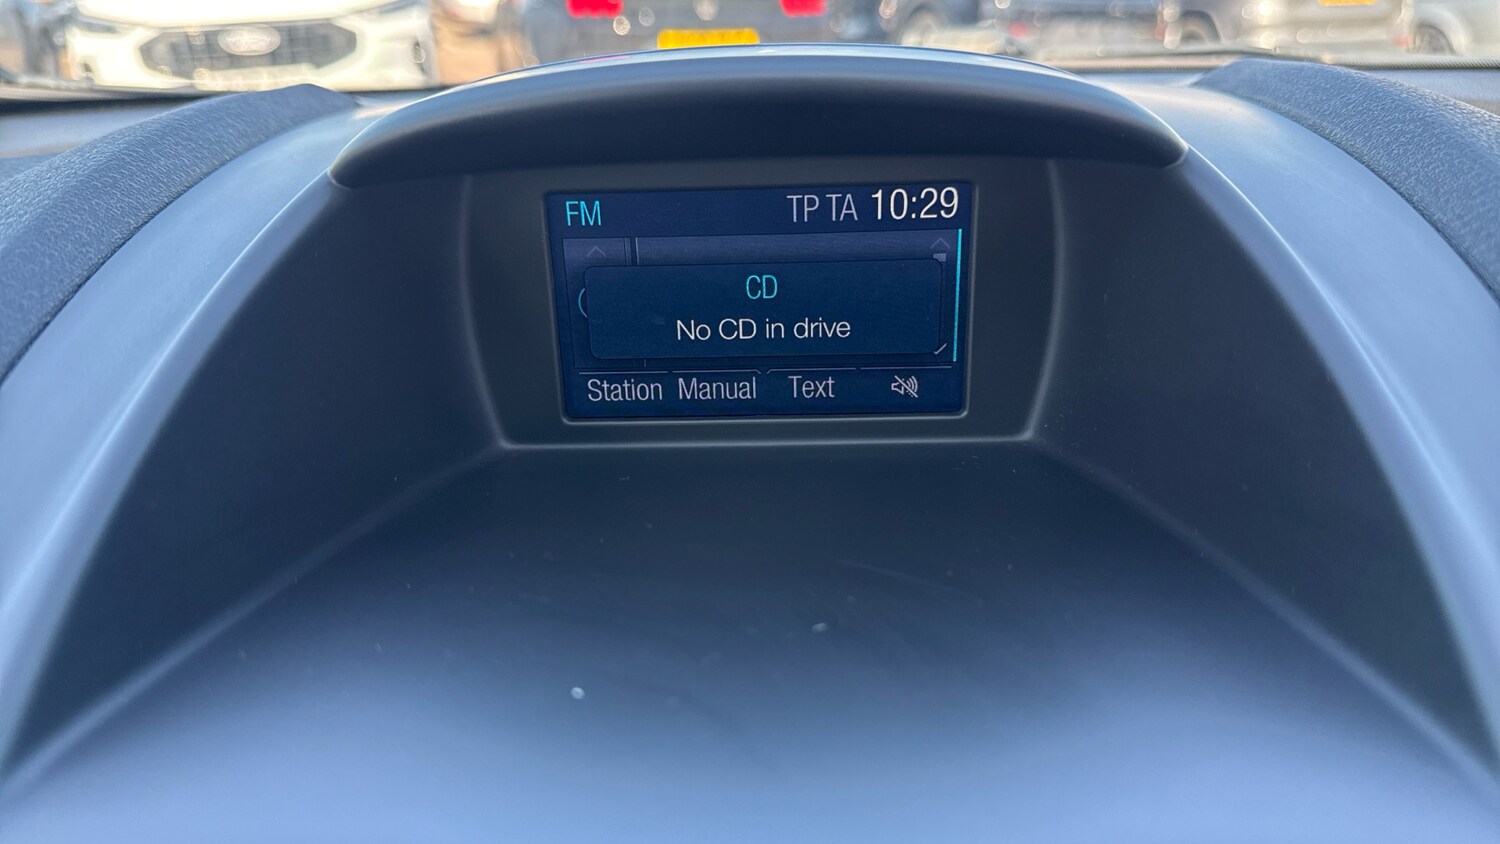 FM TP TA 10:29
CD
No CD in drive
Station Manual Text